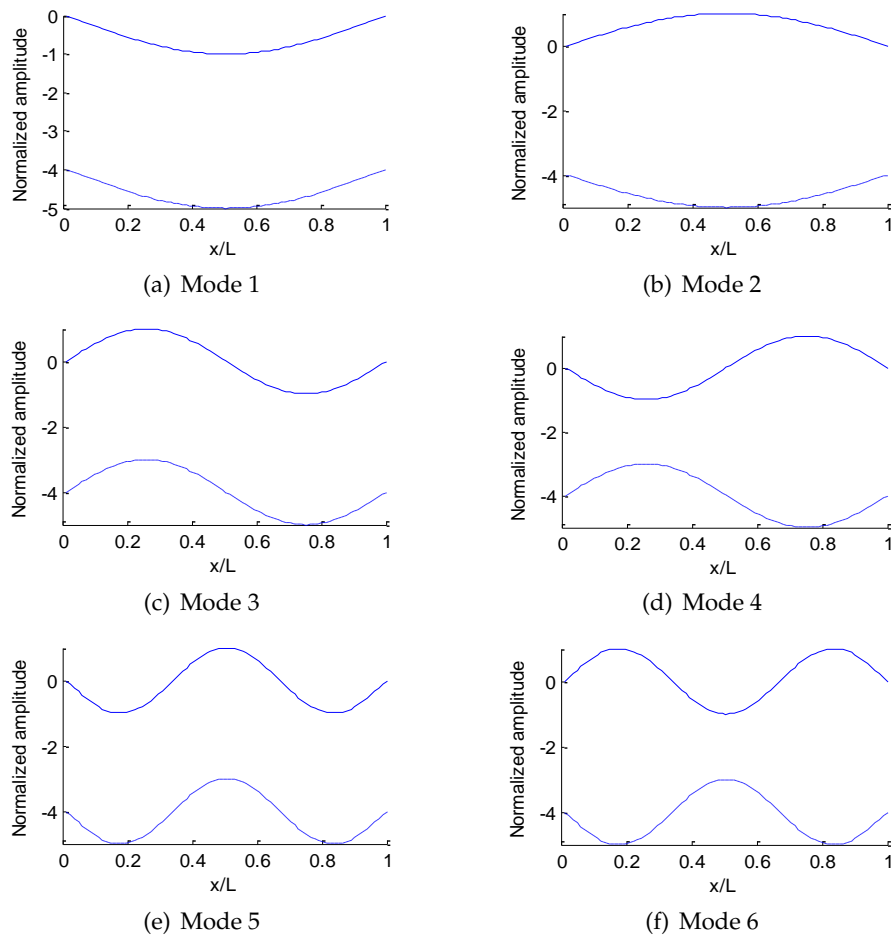 Normalized amplitude
0
-1
-2
-3
-4
-5
0 0.2 0.4 0.6 0.8 1
x/L
(a) Mode 1
Normalized amplitude
0
-2
-4
0 0.2 0.4 0.6 0.8 1
x/L
(b) Mode 2
Normalized amplitude
0
-2
-4
0 0.2 0.4 0.6 0.8 1
x/L
(c) Mode 3
Normalized amplitude
0
-2
-4
0 0.2 0.4 0.6 0.8 1
x/L
(d) Mode 4
Normalized amplitude
0
-2
-4
0 0.2 0.4 0.6 0.8 1
x/L
(e) Mode 5
Normalized amplitude
0
-2
-4
0 0.2 0.4 0.6 0.8 1
x/L
(f) Mode 6